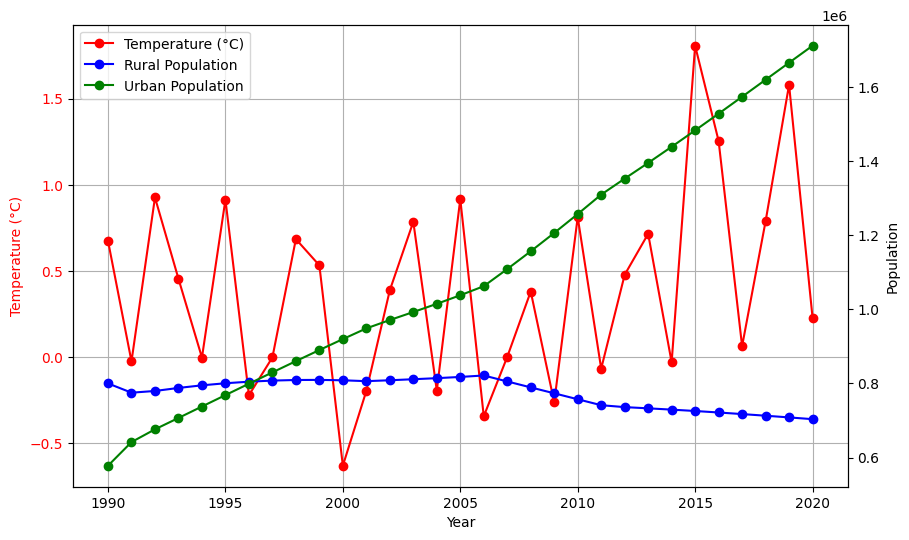 1e6
Temperature (°C)
Rural Population
Urban Population
1.5
1.0
0.5
0.0
−0.5
Temperature (°C)
1.6
1.4
1.2
1.0
0.8
0.6
Population
1990 1995 2000 2005 2010 2015 2020
Year